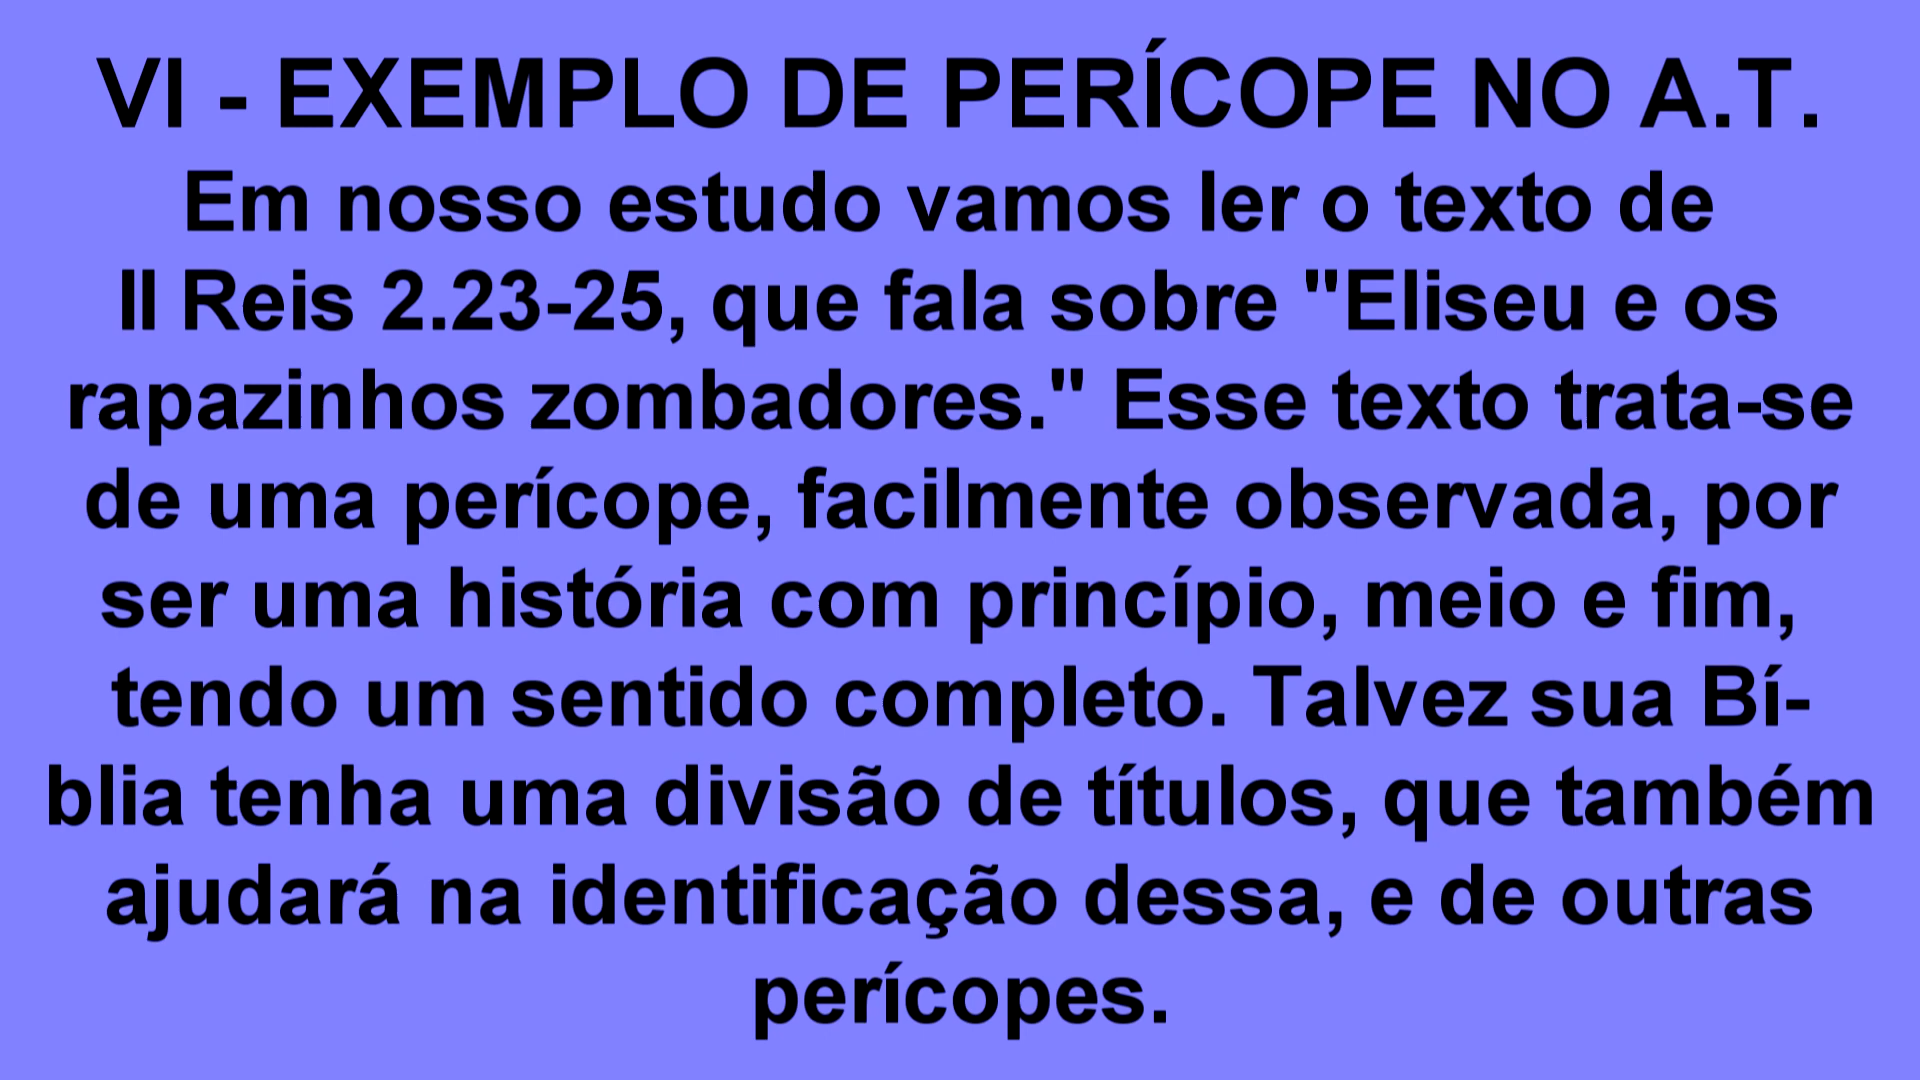 VI - EXEMPLO DE PERÍCOPE NO A.T.
Em nosso estudo vamos ler o texto de
II Reis 2.23-25, que fala sobre "Eliseu e os
rapazinhos zombadores." Esse texto trata-se
de uma perícope, facilmente observada, por
ser uma história com princípio, meio e fim,
tendo um sentido completo. Talvez sua Bí-
blia tenha uma divisão de títulos, que também
ajudará na identificação dessa, e de outras
perícopes.